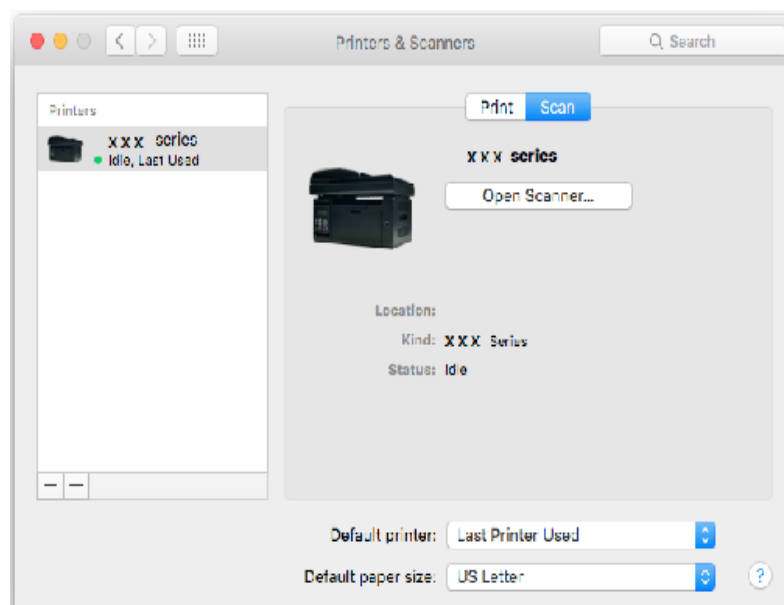 Printers & Scanners
Search
Printers
x x x series
Idle, Last Used
Print Scan
x x x series
Open Scanner...
Location:
Kind: X X X Series
Status: Idle
Default printer: Last Printer Used
Default paper size: US Letter
?